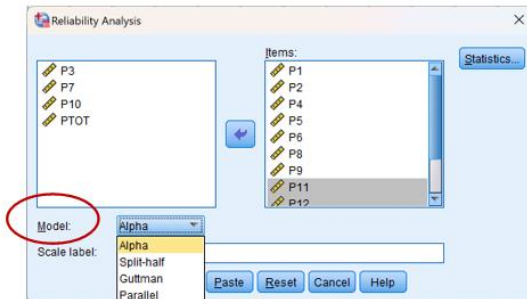 Reliability Analysis
Items:
Statistics...
P3
P7
P10
PTOT
P1
P2
P4
P5
P6
P8
P9
P11
P12
Model:
Alpha
Scale label:
Alpha
Split-half
Guttman
Parallel
Paste
Reset
Cancel
Help